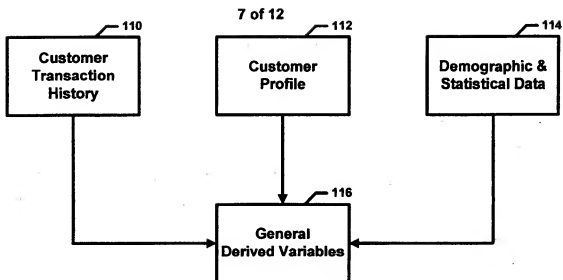 7 of 12
110
Customer
Transaction
History
112
Customer
Profile
114
Demographic &
Statistical Data
116
General
Derived Variables